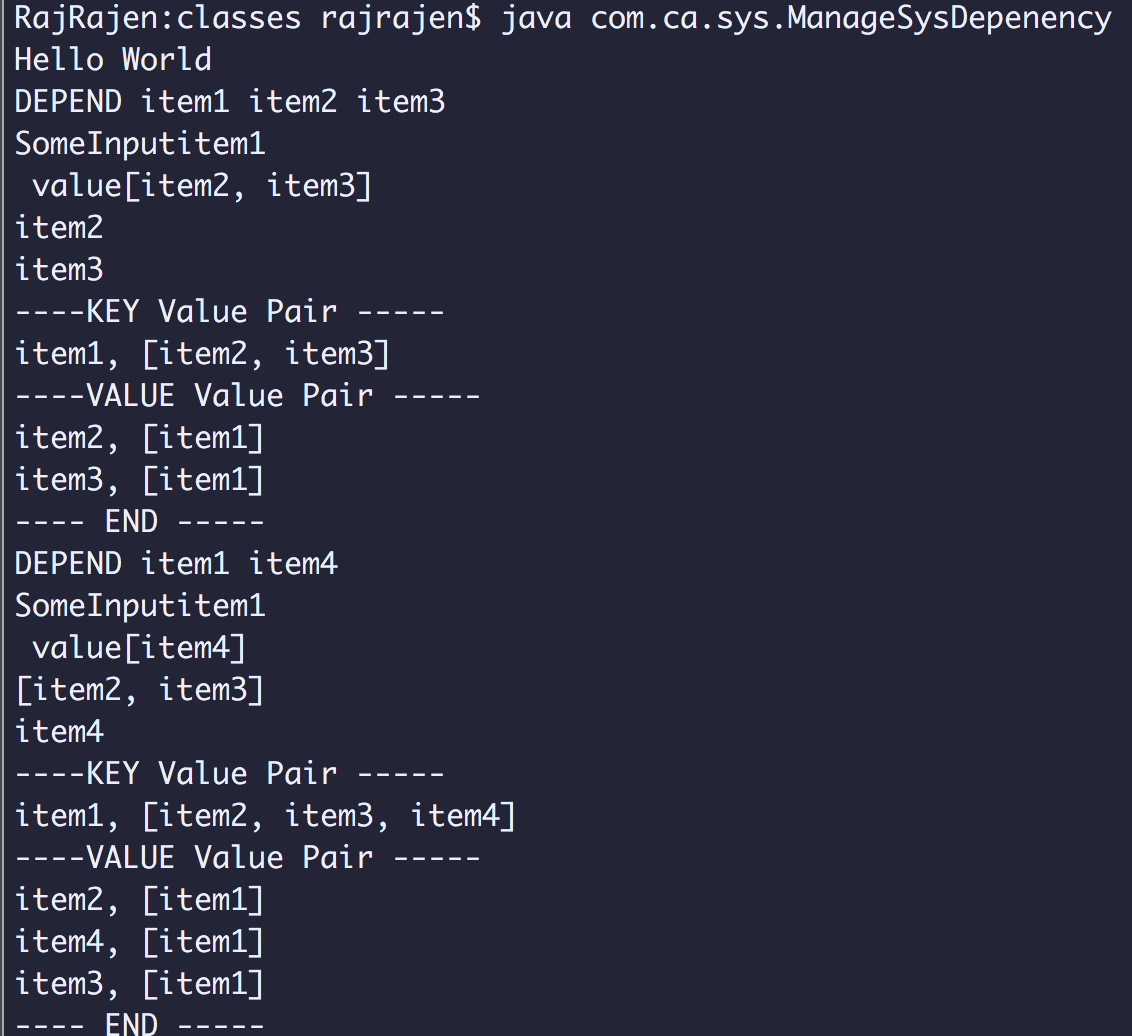 RajRajen:classes rajrajen$ java com.ca.sys.ManageSysDepenency
Hello World
DEPEND item1 item2 item3
SomeInputitem1
 value[item2, item3]
item2
item3
----KEY Value Pair -----
item1, [item2, item3]
----VALUE Value Pair -----
item2, [item1]
item3, [item1]
---- END -----
DEPEND item1 item4
SomeInputitem1
 value[item4]
[item2, item3]
item4
----KEY Value Pair -----
item1, [item2, item3, item4]
----VALUE Value Pair -----
item2, [item1]
item4, [item1]
item3, [item1]
---- END -----